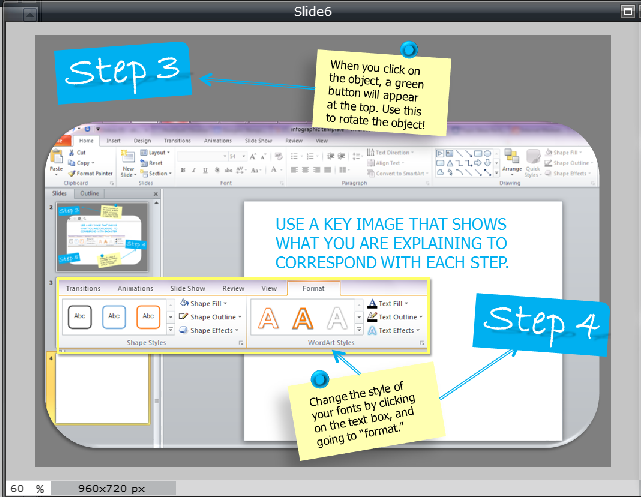 Slide6
Step 3
When you click on
the object, a green
button will appear
at the top. Use this
to rotate the object!
infographic template
Home Insert Design Transitions Animations Slide Show Review View
Paste
Cut
Copy
Format Painter
Clipboard
New
Slide
Layout
Reset
Section
Slides
Font
Text Direction
Align Text
Convert to SmartArt
Paragraph
Arrange
Quick
Styles
Shape Fill
Shape Outline
Shape Effects
Drawing
Slides Outline
USE A KEY IMAGE THAT SHOWS
WHAT YOU ARE EXPLAINING TO
CORRESPOND WITH EACH STEP.
Transitions Animations Slide Show Review View Format
Abc Abc Abc
Shape Fill
Shape Outline
Shape Effects
Shape Styles
A A A
Text Fill
Text Outline
Text Effects
WordArt Styles
Step 4
4
Change the style of
your fonts by clicking
on the text box, and
going to “format.”
60 % 960x720 px